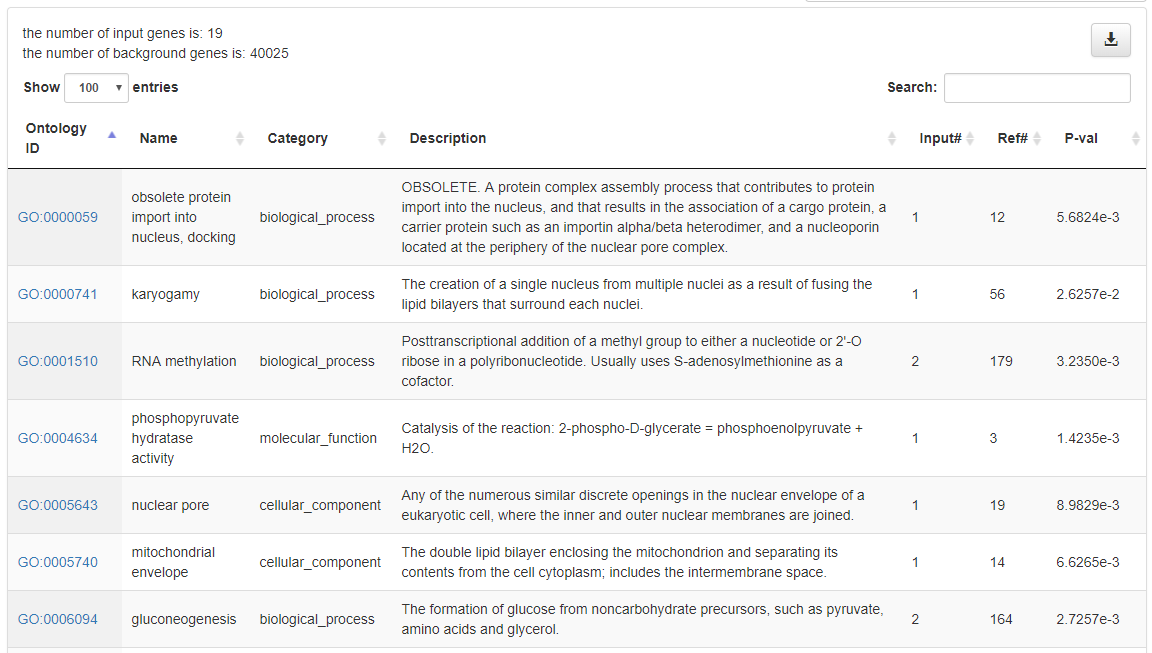 the number of input genes is: 19
the number of background genes is: 40025
Show 100 entries
Search:
Ontology ID Name Category Description Input# Ref# P-val
GO:0000059
obsolete protein
import into
nucleus, docking
biological_process
OBSOLETE. A protein complex assembly process that contributes to protein
import into the nucleus, and that results in the association of a cargo protein, a
carrier protein such as an importin alpha/beta heterodimer, and a nucleoporin
located at the periphery of the nuclear pore complex.
1 12 5.6824e-3
GO:0000741
karyogamy
biological_process
The creation of a single nucleus from multiple nuclei as a result of fusing the
lipid bilayers that surround each nuclei.
1 56 2.6257e-2
GO:0001510
RNA methylation
biological_process
Posttranscriptional addition of a methyl group to either a nucleotide or 2'-O
ribose in a polyribonucleotide. Usually uses S-adenosylmethionine as a
cofactor.
2 179 3.2350e-3
GO:0004634
phosphopyruvate
hydratase
activity
molecular_function
Catalysis of the reaction: 2-phospho-D-glycerate = phosphoenolpyruvate +
H2O.
1 3 1.4235e-3
GO:0005643
nuclear pore
cellular_component
Any of the numerous similar discrete openings in the nuclear envelope of a
eukaryotic cell, where the inner and outer nuclear membranes are joined.
1 19 8.9829e-3
GO:0005740
mitochondrial
envelope
cellular_component
The double lipid bilayer enclosing the mitochondrion and separating its
contents from the cell cytoplasm; includes the intermembrane space.
1 14 6.6265e-3
GO:0006094
gluconeogenesis
biological_process
The formation of glucose from noncarbohydrate precursors, such as pyruvate,
amino acids and glycerol.
2 164 2.7257e-3